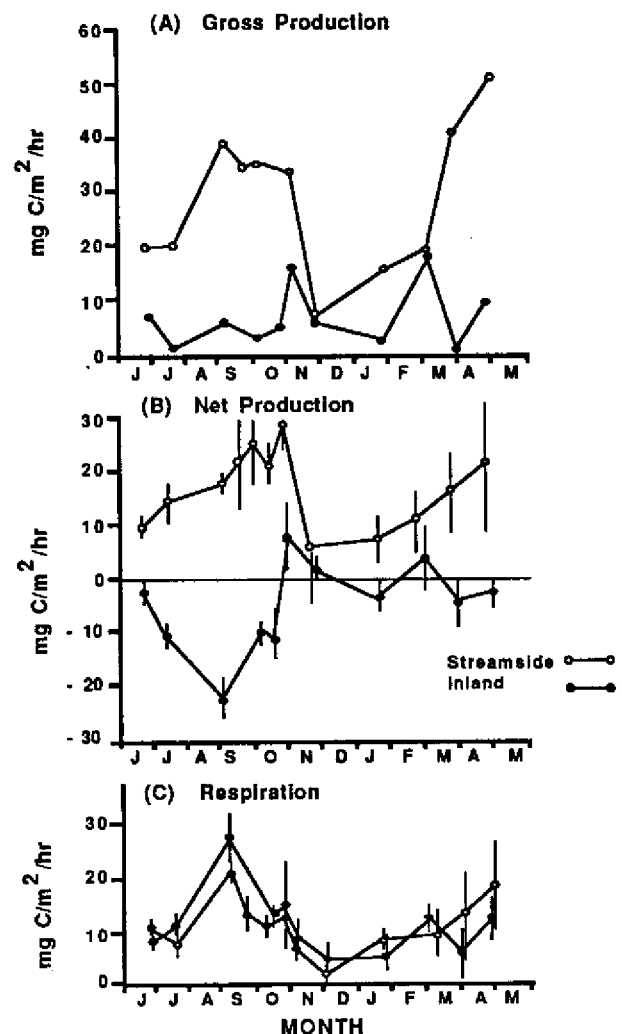 (A) Gross Production
60
50
40
30
20
10
0
mg C/m²/hr
J J A S O N D J F M A M
(B) Net Production
30
20
10
0
- 10
- 20
- 30
mg C/m²/hr
Streamside
Inland
J J A S O N D J F M A M
(C) Respiration
30
20
10
0
mg C/m²/hr
J J A S O N D J F M A M
MONTH